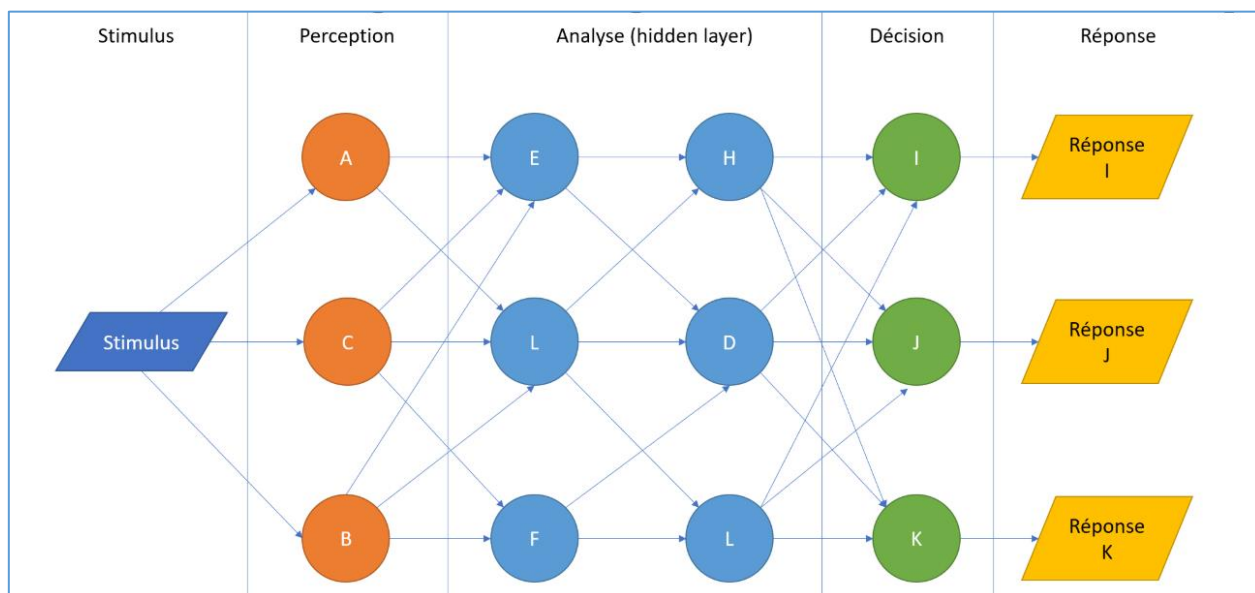 Stimulus
Perception
Analyse (hidden layer)
Décision
Réponse
A
E
H
I
Réponse
I
Stimulus
C
L
D
J
Réponse
J
B
F
L
K
Réponse
K